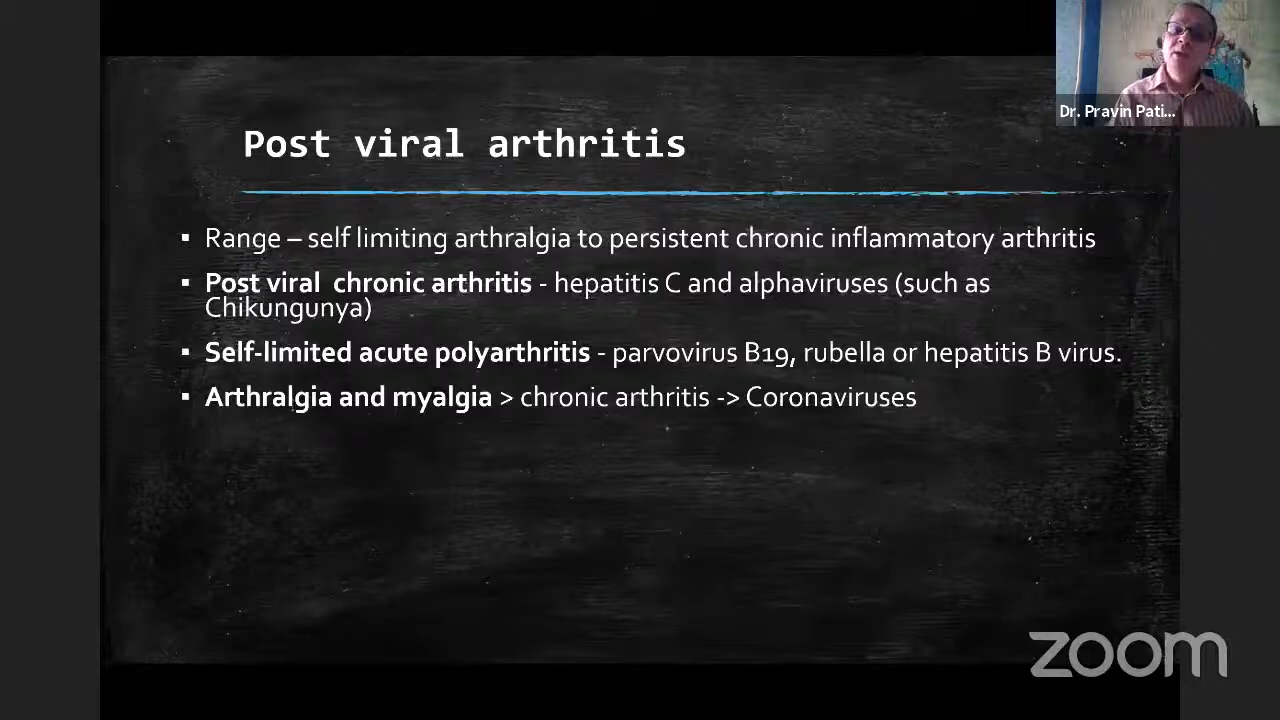 Dr. Pravin Pati...
Post viral arthritis
▪ Range – self limiting arthralgia to persistent chronic inflammatory arthritis
▪ Post viral chronic arthritis - hepatitis C and alphaviruses (such as
Chikungunya)
▪ Self-limited acute polyarthritis - parvovirus B19, rubella or hepatitis B virus.
▪ Arthralgia and myalgia > chronic arthritis -> Coronaviruses
zoom